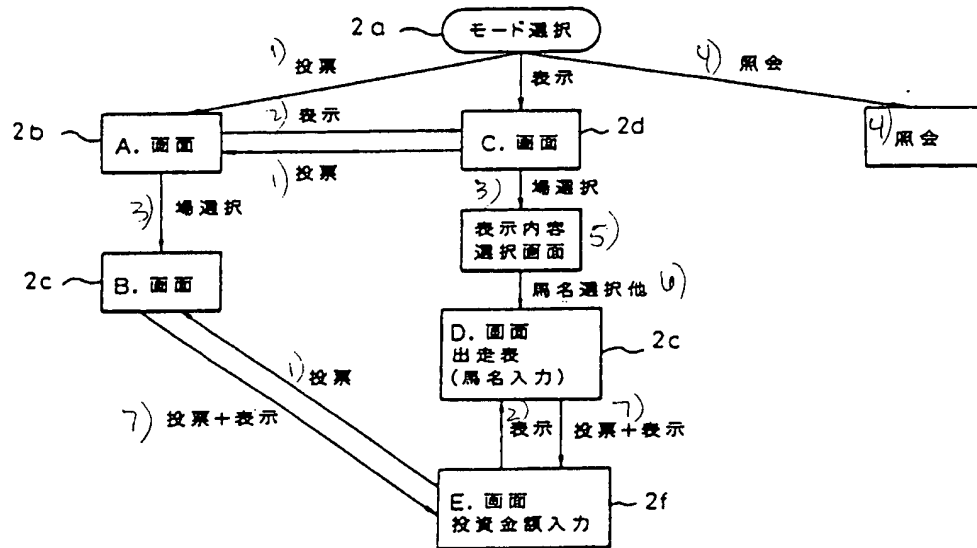 2a
モード選択
1) 投票
表示
4) 照会
2b
A. 画面
2) 表示
1) 投票
C. 画面
2d
4) 照会
3) 場選択
3) 場選択
表示内容
選択画面
5)
2c
B. 画面
馬名選択他 6)
D. 画面
出走表
(馬名入力)
2c
1) 投票
7) 投票+表示
2) 表示
7) 投票+表示
E. 画面
投資金額入力
2f